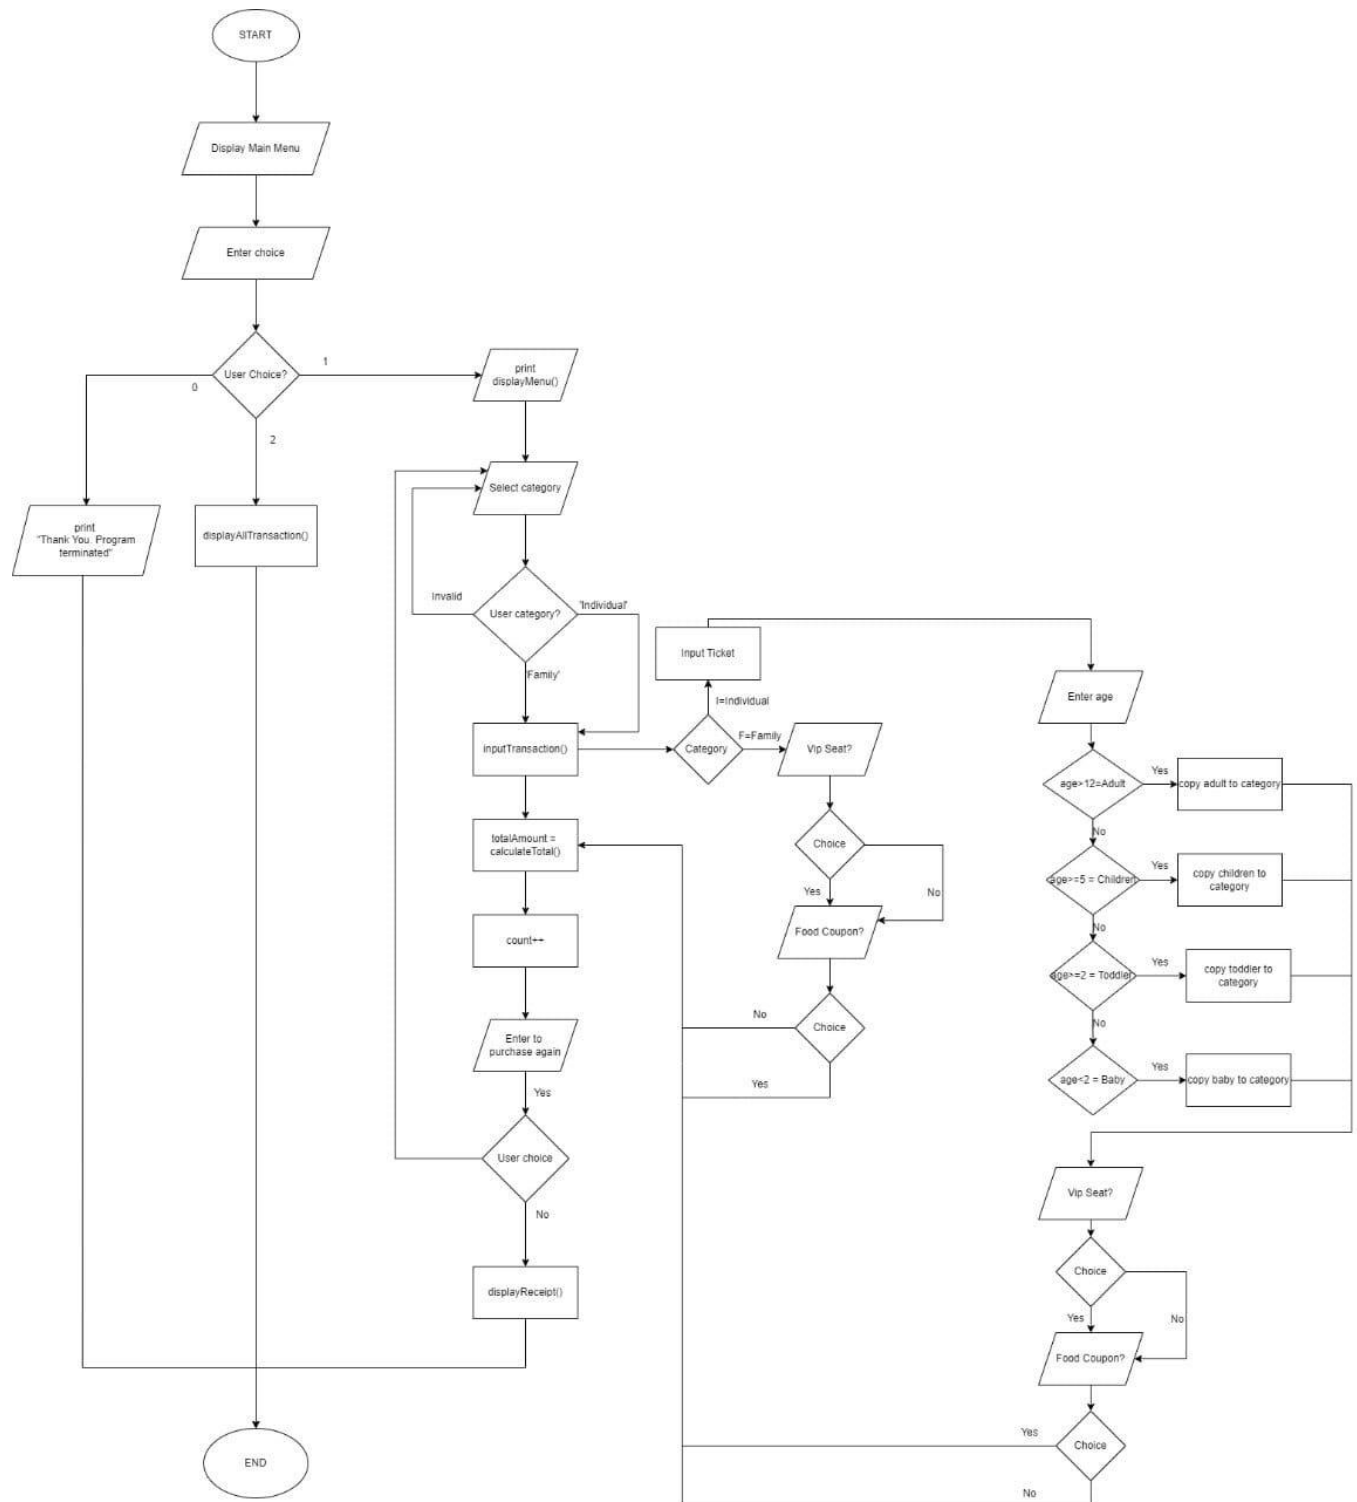 START
Display Main Menu
Enter choice
User Choice?
0
1
2
print
"Thank You. Program
terminated"
displayAllTransaction()
print
displayMenu()
Select category
User category?
Invalid
'Individual'
'Family'
inputTransaction()
totalAmount =
calculateTotal()
count++
Enter to
purchase again
Yes
User choice
No
displayReceipt()
END
Category
I=Individual
Input Ticket
F=Family
Vip Seat?
Choice
Yes
No
Food Coupon?
Choice
No
Yes
Enter age
age>12=Adult
Yes
copy adult to category
No
age>=5 = Children
Yes
copy children to
category
No
age>=2 = Toddler
Yes
copy toddler to
category
No
age<2 = Baby
Yes
copy baby to category
Vip Seat?
Choice
Yes
No
Food Coupon?
Choice
Yes
No